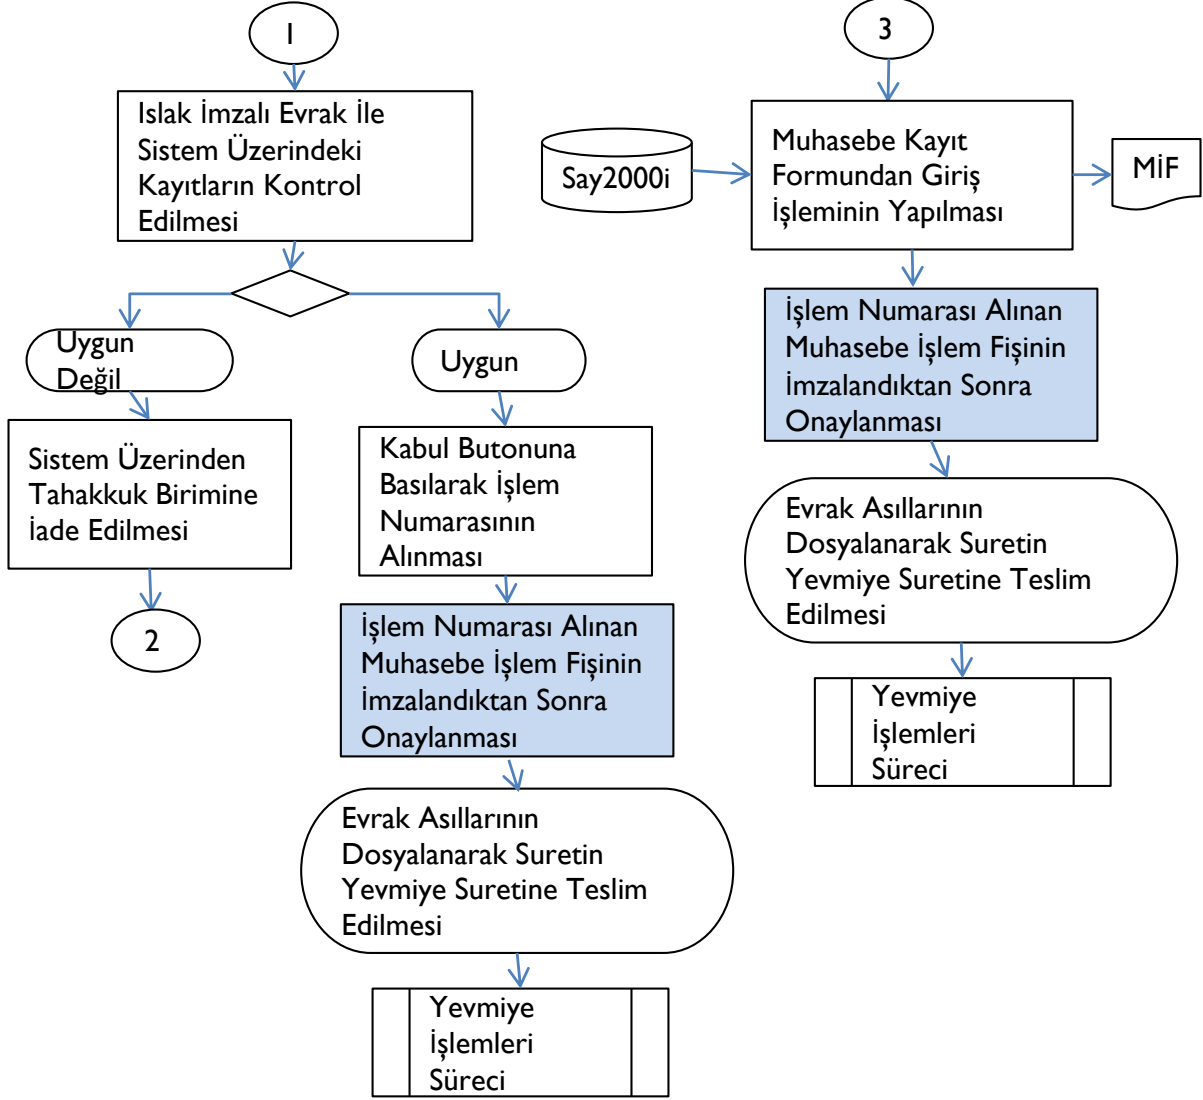 1
Islak İmzalı Evrak İle
Sistem Üzerindeki
Kayıtların Kontrol
Edilmesi
Uygun
Değil
Uygun
Sistem Üzerinden
Tahakkuk Birimine
İade Edilmesi
2
Kabul Butonuna
Basılarak İşlem
Numarasının
Alınması
İşlem Numarası Alınan
Muhasebe İşlem Fişinin
İmzalandıktan Sonra
Onaylanması
Evrak Asıllarının
Dosyalanarak Suretin
Yevmiye Suretine Teslim
Edilmesi
Yevmiye
İşlemleri
Süreci
3
Say2000i
Muhasebe Kayıt
Formundan Giriş
İşleminin Yapılması
MİF
İşlem Numarası Alınan
Muhasebe İşlem Fişinin
İmzalandıktan Sonra
Onaylanması
Evrak Asıllarının
Dosyalanarak Suretin
Yevmiye Suretine Teslim
Edilmesi
Yevmiye
İşlemleri
Süreci